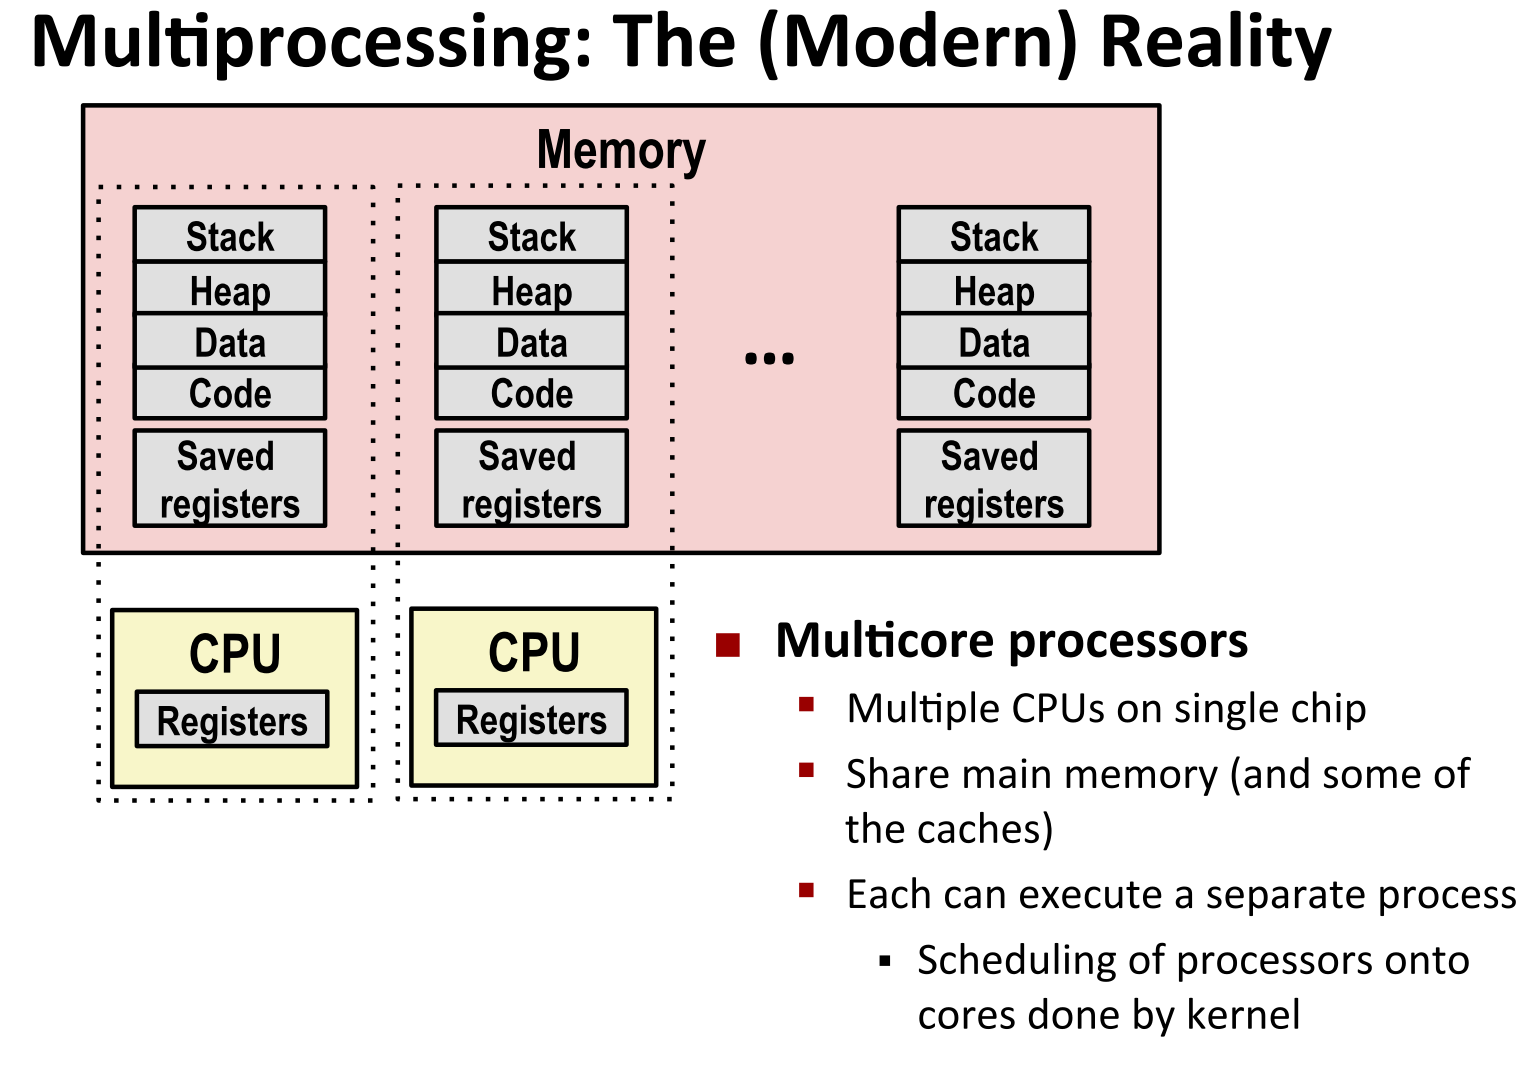 Multiprocessing: The (Modern) Reality
Memory
Stack
Heap
Data
Code
Saved
registers
Stack
Heap
Data
Code
Saved
registers
...
Stack
Heap
Data
Code
Saved
registers
CPU
Registers
CPU
Registers
Multicore processors
Multiple CPUs on single chip
Share main memory (and some of
the caches)
Each can execute a separate process
Scheduling of processors onto
cores done by kernel